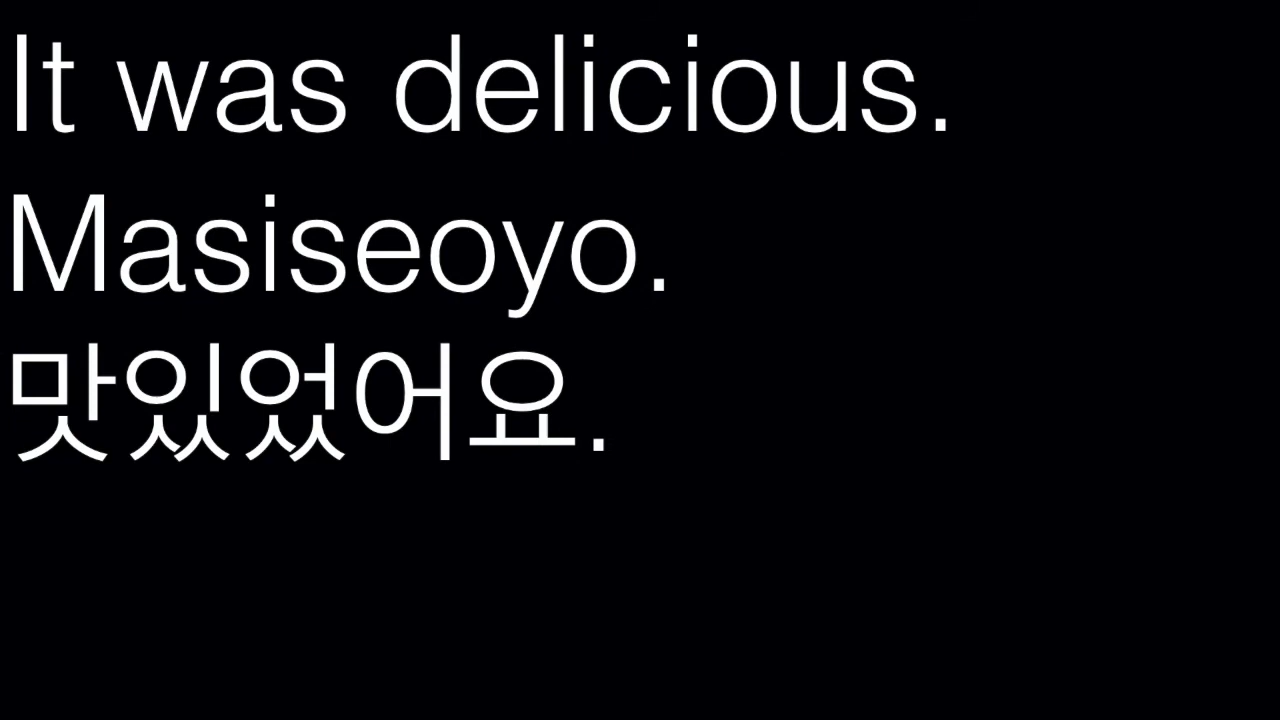 It was delicious.
Masiseoyo.
맛있었어요.